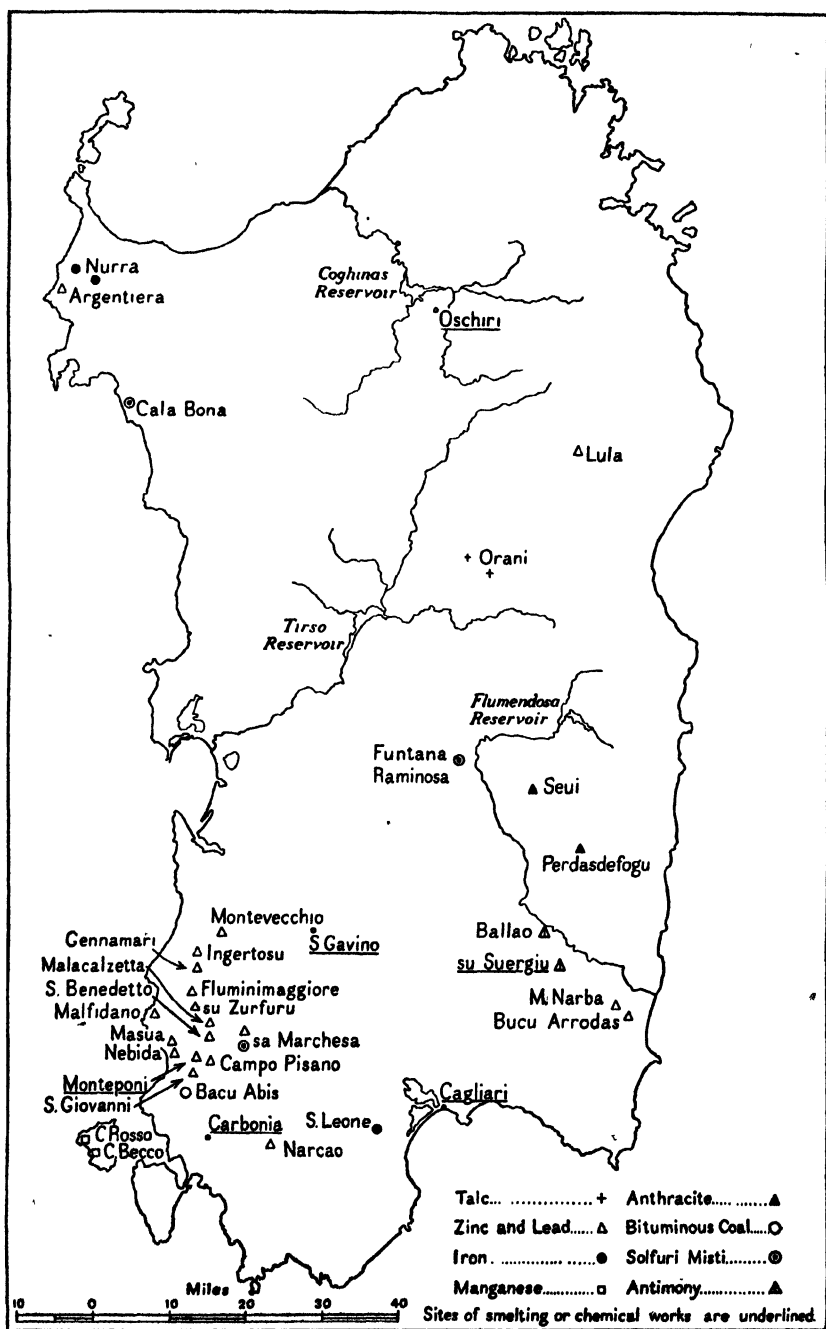 Nurra
Argentiera
Coghinas
Reservoir
Oschiri
Cala Bona
Lula
Orani
Tirso
Reservoir
Flumendosa
Reservoir
Funtana
Raminosa
Seui
Perdasdefogu
Montevecchio
Gennamari
Ingertosu
S. Gavino
Ballao
Malacalzetta
su Suergiu
S. Benedetto
Fluminimaggiore
Malfidano
su Zurfuru
M. Narba
Bucu Arrodas
Masua
sa Marchesa
Nebida
Campo Pisano
Monteponi
S. Giovanni
Bacu Abis
Cagliari
Carbonia
S. Leone
C. Rosso
Narcao
C. Becco
Talc... .............. + Anthracite..... .......▲
Zinc and Lead...... △ Bituminous Coal.....○
Iron. ................. ... ● Solfuri Misti.........◉
Manganese............ □ Antimony..............▲
Miles
10 0 10 20 30 40
Sites of smelting or chemical works are underlined